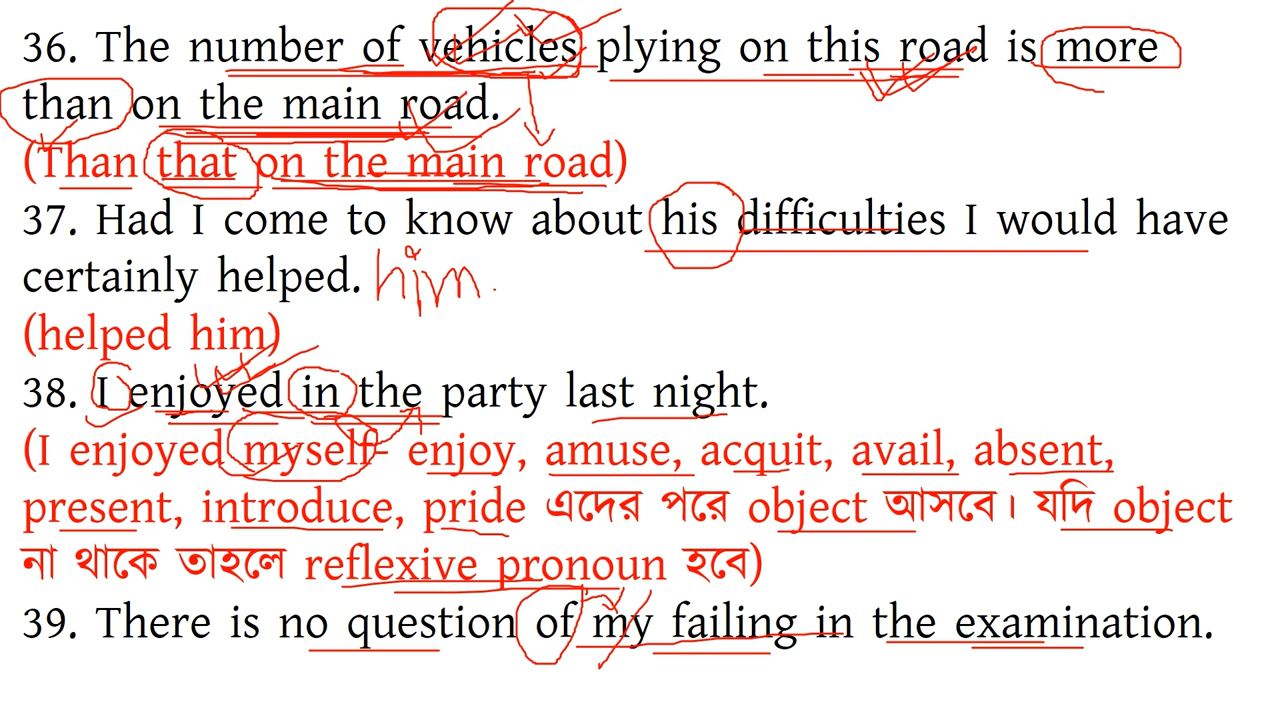 36. The number of vehicles plying on this road is more
than on the main road.
(Than that on the main road)
37. Had I come to know about his difficulties I would have
certainly helped. him.
(helped him)
38. I enjoyed in the party last night.
(I enjoyed myself- enjoy, amuse, acquit, avail, absent,
present, introduce, pride এদের পরে object আসবে। যদি object
না থাকে তাহলে reflexive pronoun হবে)
39. There is no question of my failing in the examination.